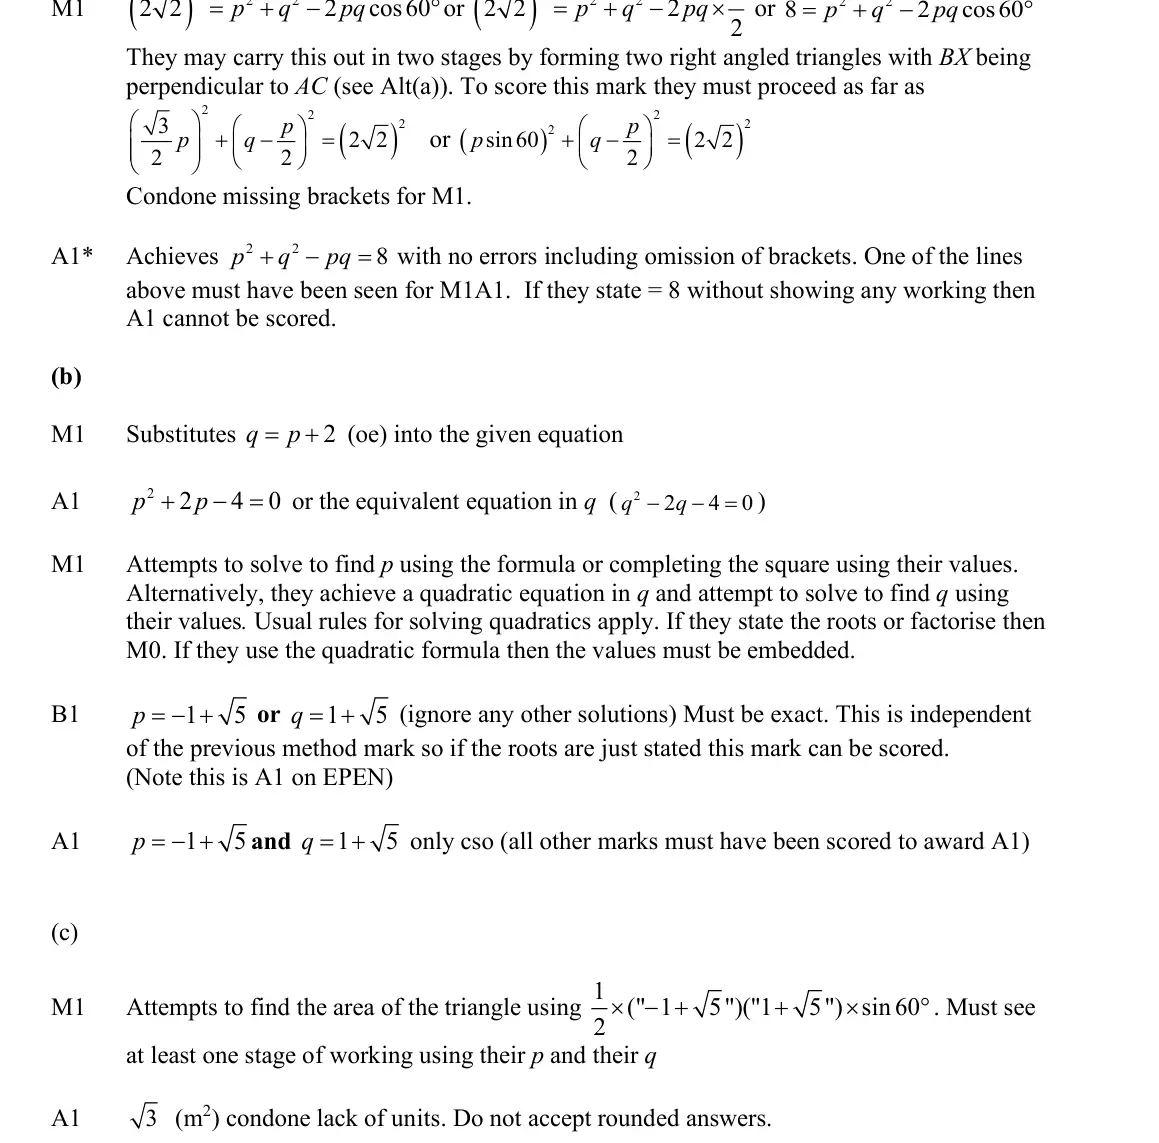 M1 (2√2) = p² + q² − 2pq cos 60° or (2√2) = p² + q² − 2pq × –/2 or 8 = p² + q² − 2pq cos 60°
They may carry this out in two stages by forming two right angled triangles with BX being
perpendicular to AC (see Alt(a)). To score this mark they must proceed as far as
(√3/2 p)² + (q − p/2)² = (2√2)² or (p sin 60)² + (q − p/2)² = (2√2)²
Condone missing brackets for M1.
A1* Achieves p² + q² − pq = 8 with no errors including omission of brackets. One of the lines
above must have been seen for M1A1. If they state = 8 without showing any working then
A1 cannot be scored.
(b)
M1 Substitutes q = p + 2 (oe) into the given equation
A1 p² + 2p − 4 = 0 or the equivalent equation in q ( q² − 2q − 4 = 0 )
M1 Attempts to solve to find p using the formula or completing the square using their values.
Alternatively, they achieve a quadratic equation in q and attempt to solve to find q using
their values. Usual rules for solving quadratics apply. If they state the roots or factorise then
M0. If they use the quadratic formula then the values must be embedded.
B1 p = −1 + √5 or q = 1 + √5 (ignore any other solutions) Must be exact. This is independent
of the previous method mark so if the roots are just stated this mark can be scored.
(Note this is A1 on EPEN)
A1 p = −1 + √5 and q = 1 + √5 only cso (all other marks must have been scored to award A1)
(c)
M1 Attempts to find the area of the triangle using 1/2 × ("−1 + √5")("1 + √5") × sin 60°. Must see
at least one stage of working using their p and their q
A1 √3 (m²) condone lack of units. Do not accept rounded answers.